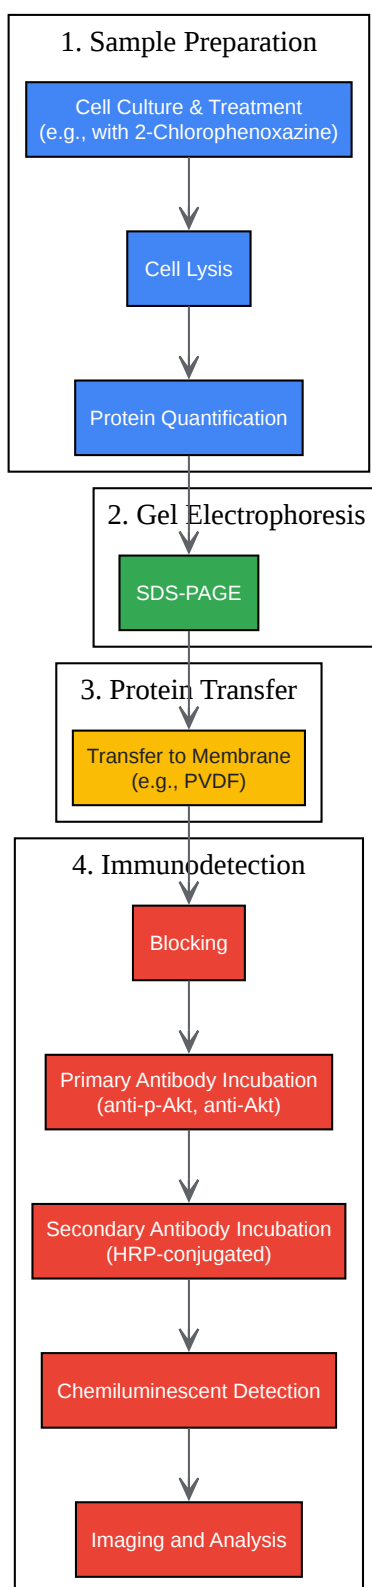 1. Sample Preparation
Cell Culture & Treatment
(e.g., with 2-Chlorophenoxazine)
Cell Lysis
Protein Quantification
2. Gel Electrophoresis
SDS-PAGE
3. Protein Transfer
Transfer to Membrane
(e.g., PVDF)
4. Immunodetection
Blocking
Primary Antibody Incubation
(anti-p-Akt, anti-Akt)
Secondary Antibody Incubation
(HRP-conjugated)
Chemiluminescent Detection
Imaging and Analysis